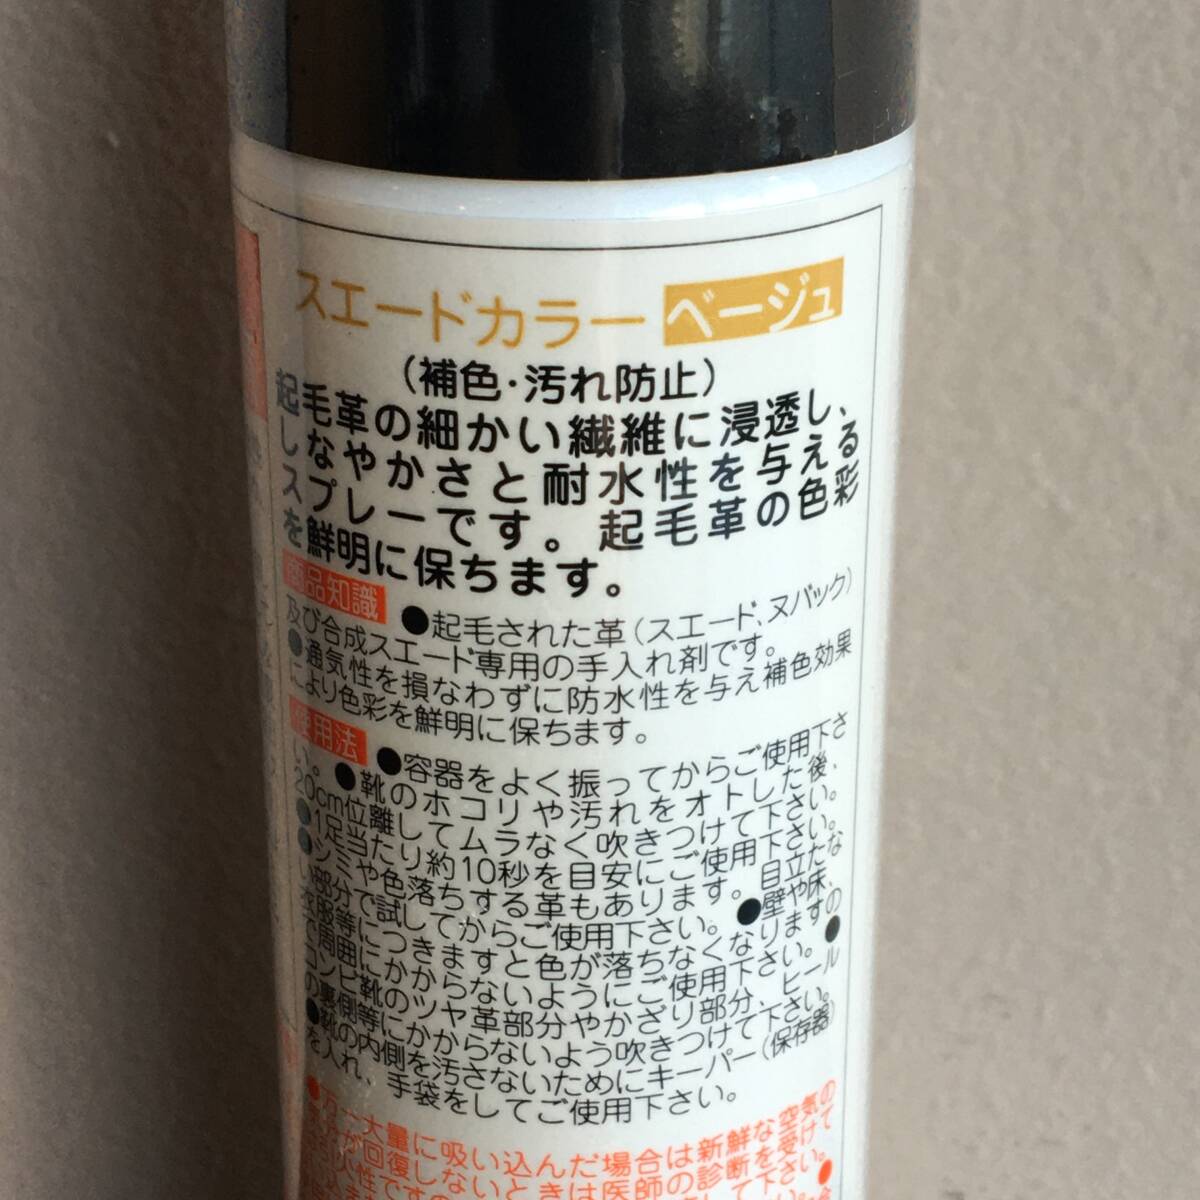 スエードカラー ベージュ
（補色・汚れ防止）
起毛革の細かい繊維に浸透し、
しなやかさと耐水性を与える
スプレーです。起毛革の色彩
を鮮明に保ちます。
商品知識 ●起毛された革（スエード、ヌバック）
及び合成スエード専用の手入れ剤です。
●通気性を損なわずに防水性を与え補色効果
により色彩を鮮明に保ちます。
使用法 ●容器をよく振ってからご使用下さ
い。●靴のホコリや汚れをオトした後、
20cm位離してムラなく吹きつけて下さい。
●1足当たり約10秒を目安にご使用下さい。
●シミや色落ちする革もあります。目立たな
い部分で試してからご使用下さい。●壁や床、
衣服等につきますと色が落ちなくなりますの
で周囲にかからないようにご使用下さい。●
コンビ靴のツヤ革部分やかざり部分、ヒール
の裏側等にかからないよう吹きつけて下さい。
●靴の内側を汚さないためにキーパー（保存器）
を入れ、手袋をしてご使用下さい。
●万一大量に吸い込んだ場合は新鮮な空気の
が回復しないときは医師の診断を受けて